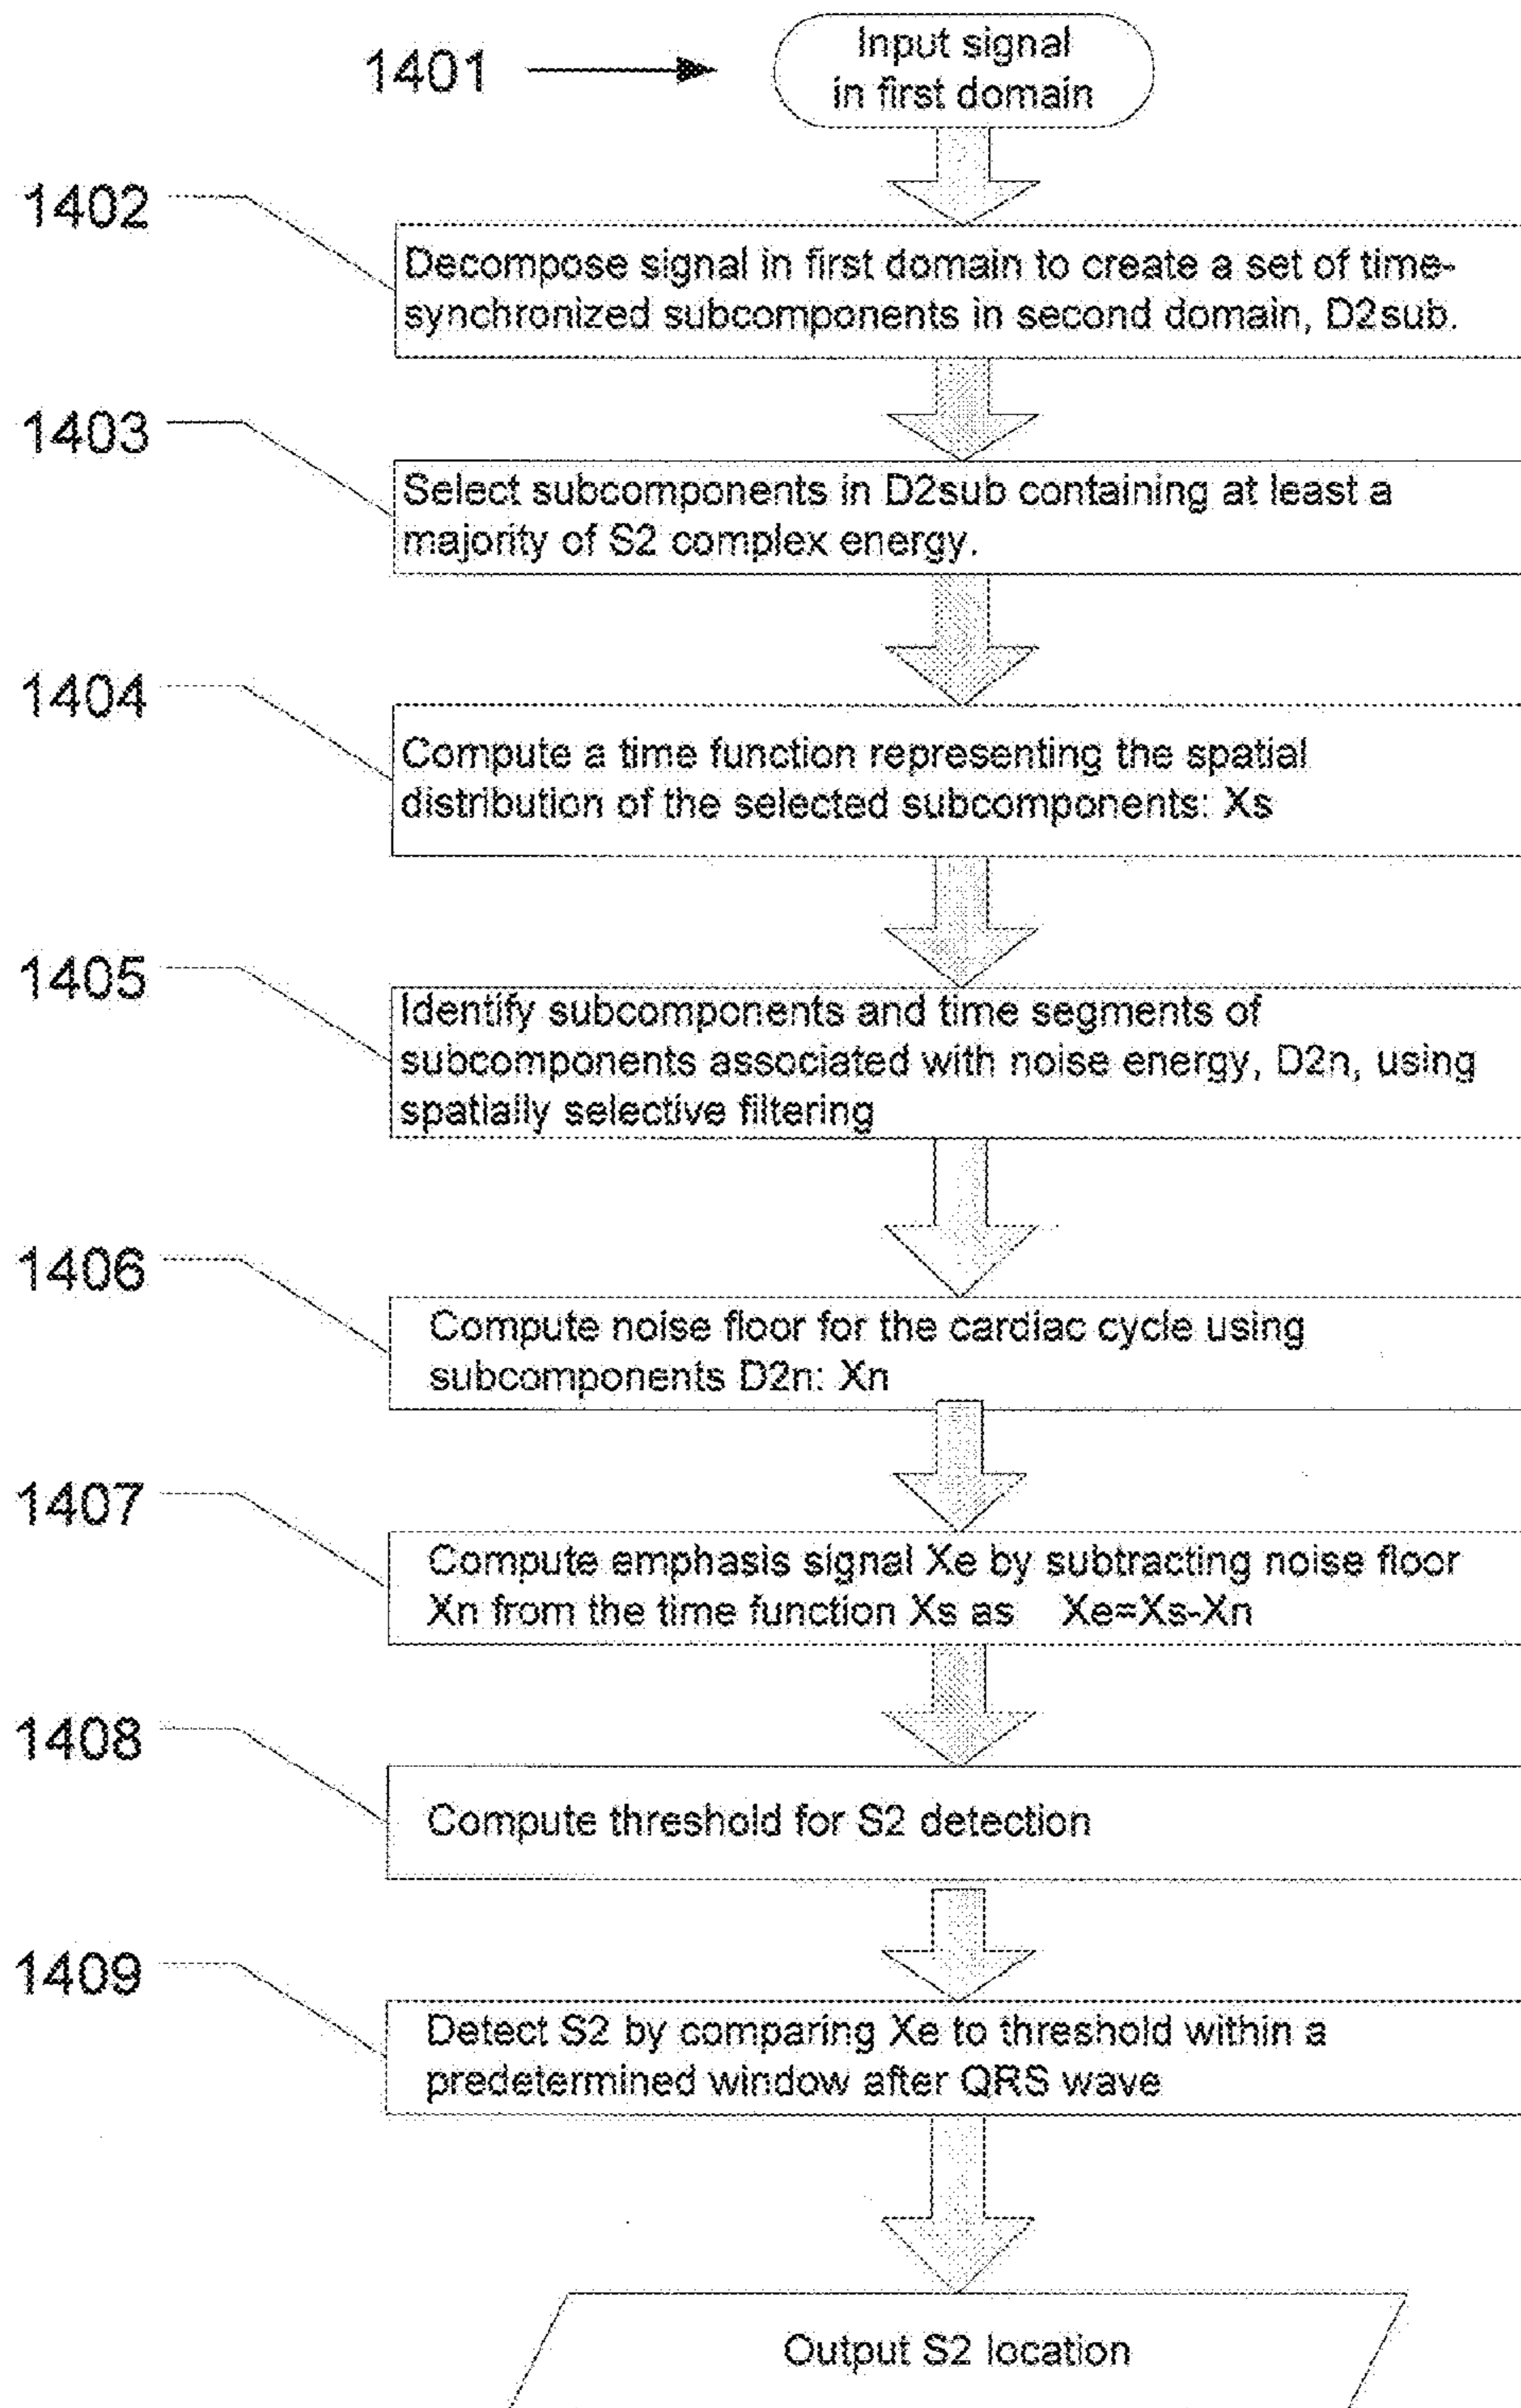 1401
Input signal
in first domain
1402
Decompose signal in first domain to create a set of time-
synchronized subcomponents in second domain, D2sub.
1403
Select subcomponents in D2sub containing at least a
majority of S2 complex energy.
1404
Compute a time function representing the spatial
distribution of the selected subcomponents: Xs
1405
Identify subcomponents and time segments of
subcomponents associated with noise energy, D2n, using
spatially selective filtering
1406
Compute noise floor for the cardiac cycle using
subcomponents D2n: Xn
1407
Compute emphasis signal Xe by subtracting noise floor
Xn from the time function Xs as Xe=Xs-Xn
1408
Compute threshold for S2 detection
1409
Detect S2 by comparing Xe to threshold within a
predetermined window after QRS wave
Output S2 location